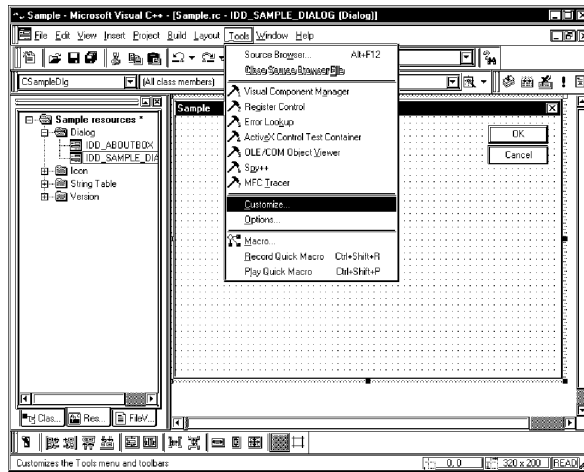 Sample - Microsoft Visual C++ - [Sample.rc - IDD_SAMPLE_DIALOG (Dialog)]
File Edit View Insert Project Build Layout Tools Window Help
CSampleDlg
(All class members)
Source Browser... Alt+F12
Close Source Browser File
Visual Component Manager
Register Control
Error Lookup
ActiveX Control Test Container
OLE/COM Object Viewer
Spy++
MFC Tracer
Customize...
Options...
Macro...
Record Quick Macro Ctrl+Shift+R
Play Quick Macro Ctrl+Shift+P
Sample resources *
Dialog
IDD_ABOUTBOX
IDD_SAMPLE_DIA
Icon
String Table
Version
Sample
OK
Cancel
Clas... Res... FileV...
Customizes the Tools menu and toolbars
0, 0 320 x 200 READ